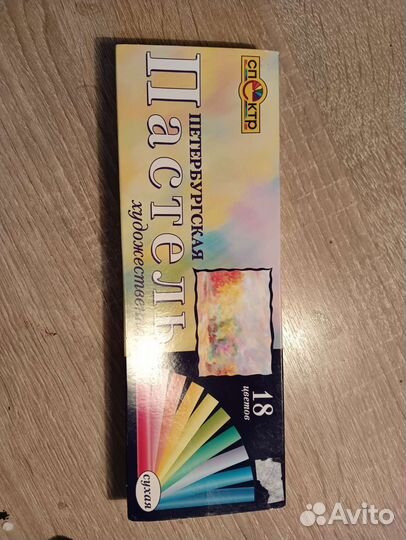 СПЕКТР
ПЕТЕРБУРГСКАЯ
Пастель
художественная
18
цветов
сухая
Avito